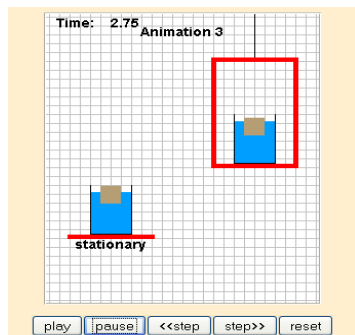 Time: 2.75
Animation 3
stationary
play pause <<step step>> reset